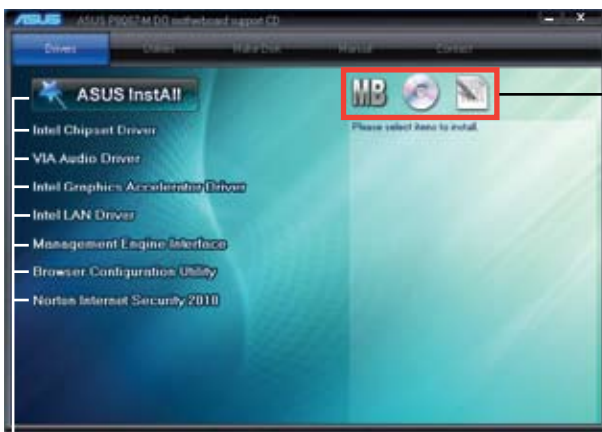 ASUS ASUS P8Q67-M DO motherboard support CD
Drivers Utilities Make Disk Manual Contact
ASUS InstAll
MB
Please select items to install.
Intel Chipset Driver
VIA Audio Driver
Intel Graphics Accelerator Driver
Intel LAN Driver
Management Engine Interface
Browser Configuration Utility
Norton Internet Security 2010